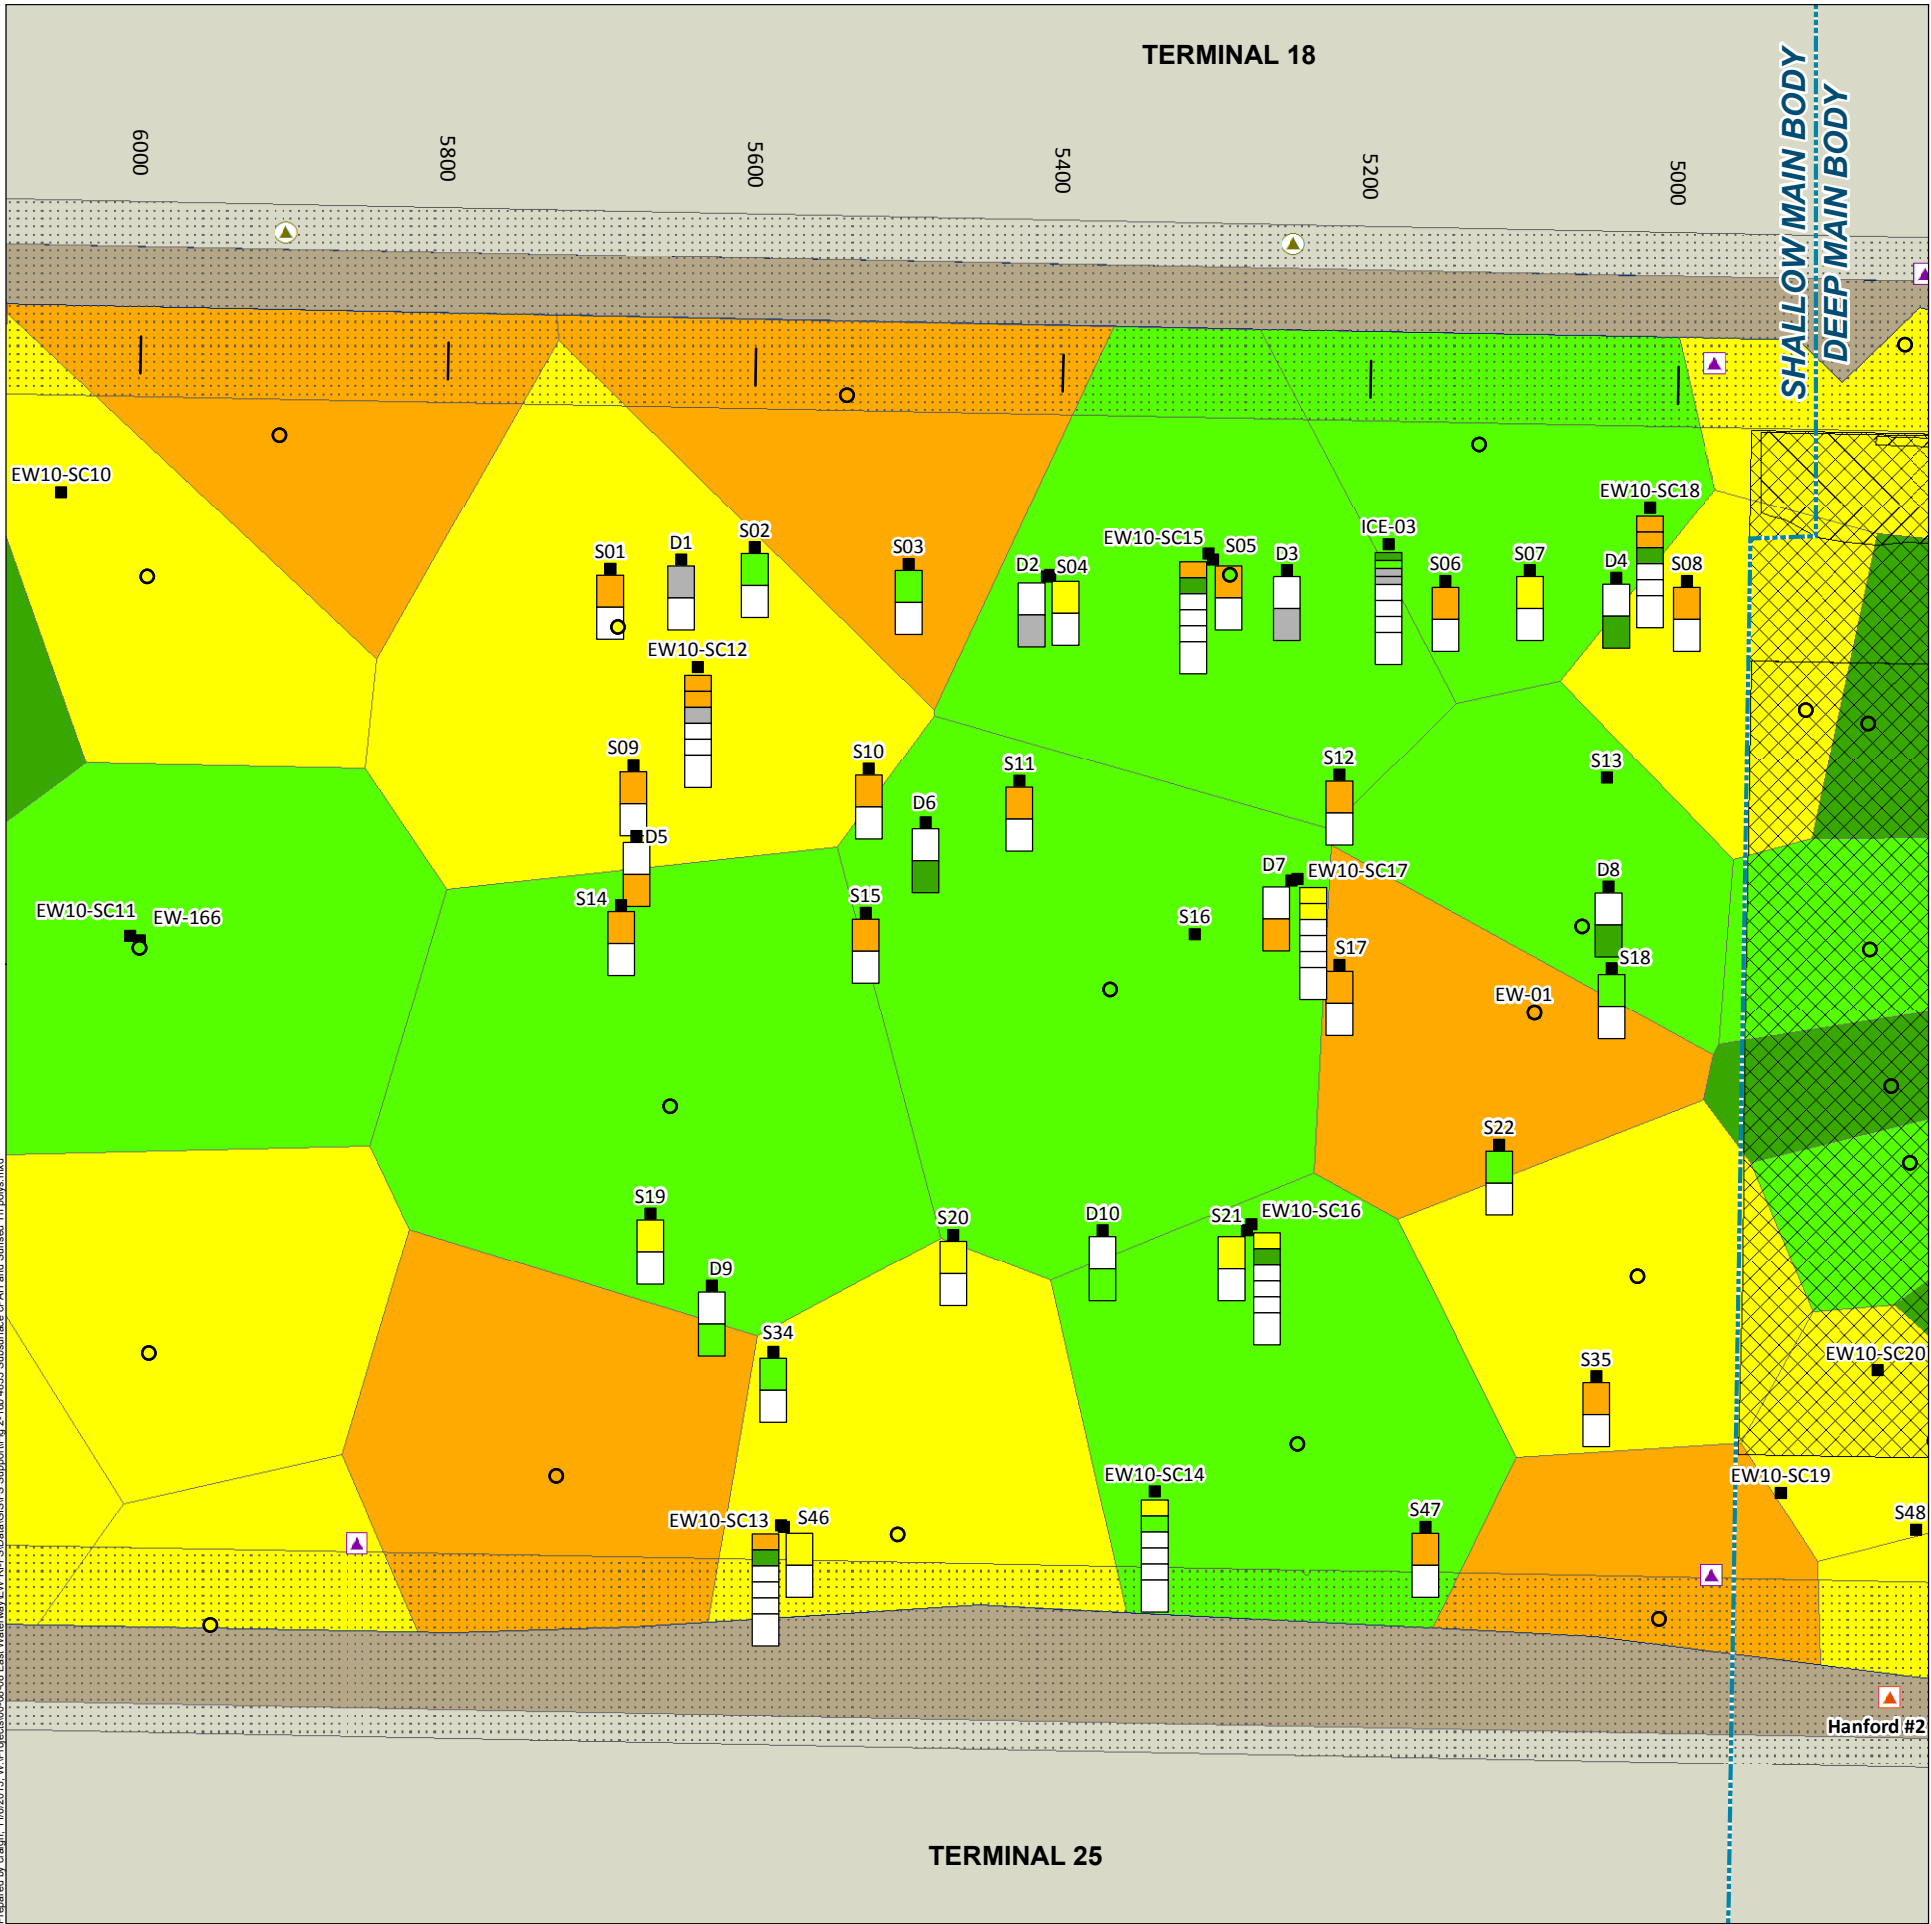 TERMINAL 18
SHALLOW MAIN BODY
DEEP MAIN BODY
6000
5800
5600
5400
5200
5000
EW10-SC10
S01
D1
S02
S03
D2
S04
EW10-SC15
S05
D3
ICE-03
S06
S07
EW10-SC18
D4
S08
EW10-SC12
S09
S10
D6
S11
S12
S13
D5
S14
S15
D7
EW10-SC17
D8
EW10-SC11
EW-166
S16
S17
S18
EW-01
S22
S19
S20
D10
S21
EW10-SC16
D9
S34
S35
EW10-SC20
EW10-SC14
EW10-SC19
EW10-SC13
S46
S47
S48
Hanford #2
TERMINAL 25